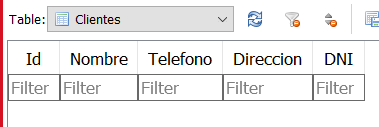 Table: Clientes
Id Nombre Telefono Direccion DNI
Filter Filter Filter Filter Filter